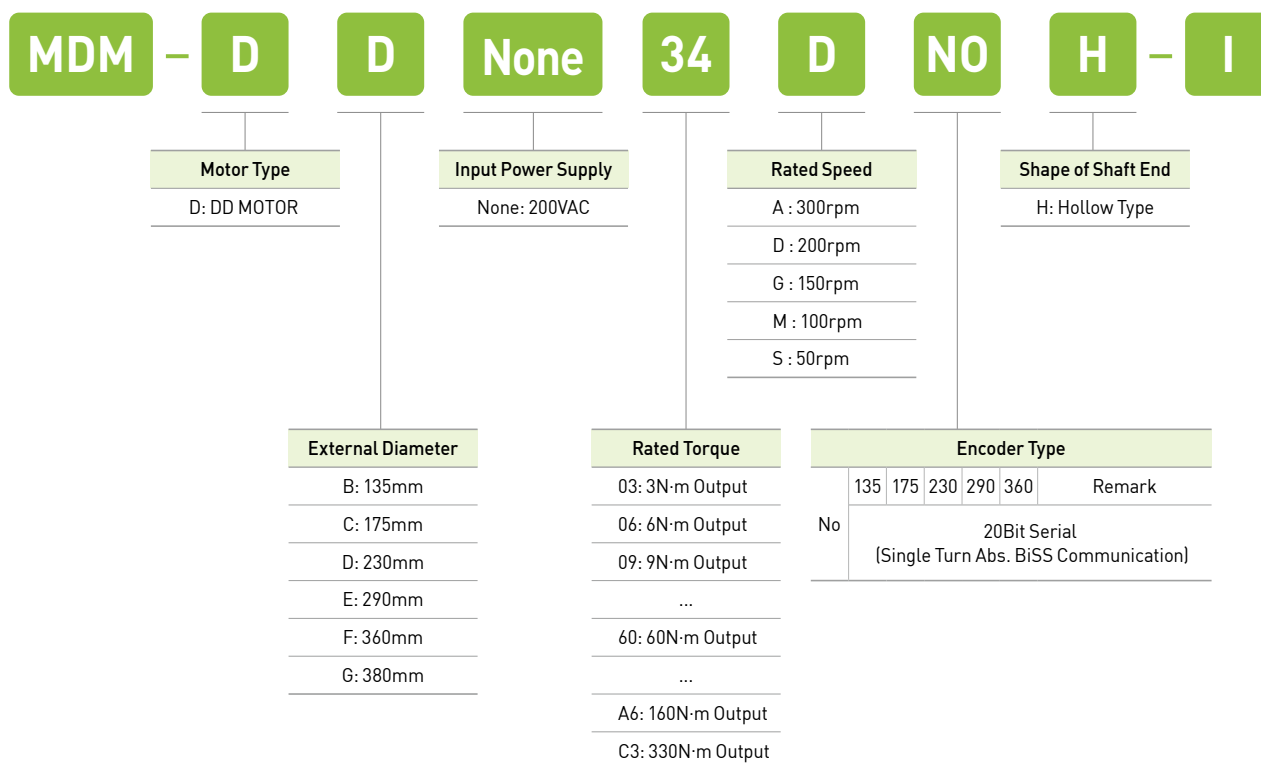 MDM – D D None 34 D NO H – I
Motor Type
D: DD MOTOR
Input Power Supply
None: 200VAC
Rated Speed
A : 300rpm
D : 200rpm
G : 150rpm
M : 100rpm
S : 50rpm
Shape of Shaft End
H: Hollow Type
External Diameter
B: 135mm
C: 175mm
D: 230mm
E: 290mm
F: 360mm
G: 380mm
Rated Torque
03: 3N·m Output
06: 6N·m Output
09: 9N·m Output
...
60: 60N·m Output
...
A6: 160N·m Output
C3: 330N·m Output
Encoder Type
135 175 230 290 360 Remark
No
20Bit Serial
(Single Turn Abs. BiSS Communication)